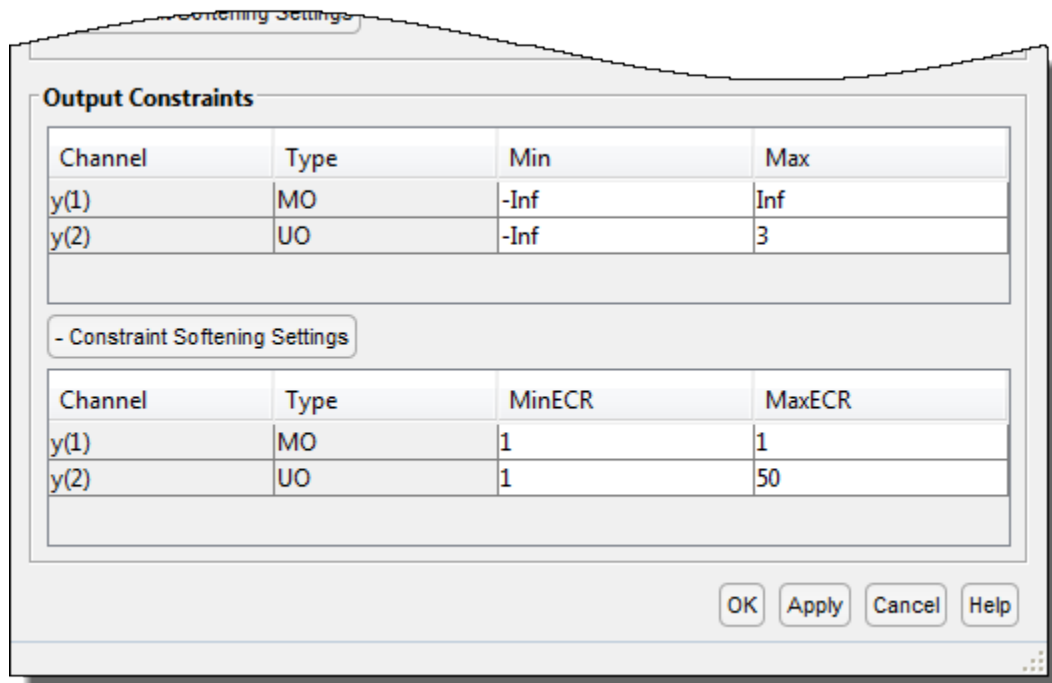 Settings
Output Constraints
Channel Type Min Max
y(1) MO -Inf Inf
y(2) UO -Inf 3
- Constraint Softening Settings
Channel Type MinECR MaxECR
y(1) MO 1 1
y(2) UO 1 50
OK Apply Cancel Help